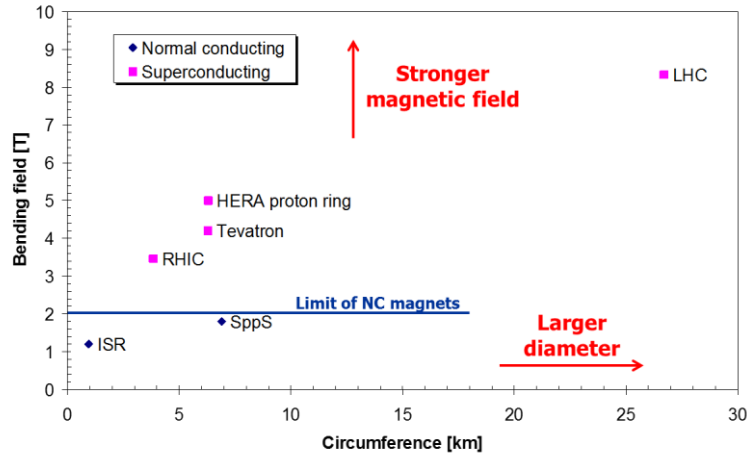 10
9
8
7
6
5
4
3
2
1
0
Bending field [T]
Normal conducting
Superconducting
Stronger
magnetic field
LHC
HERA proton ring
Tevatron
RHIC
Limit of NC magnets
SppS
ISR
Larger
diameter
0 5 10 15 20 25 30
Circumference [km]